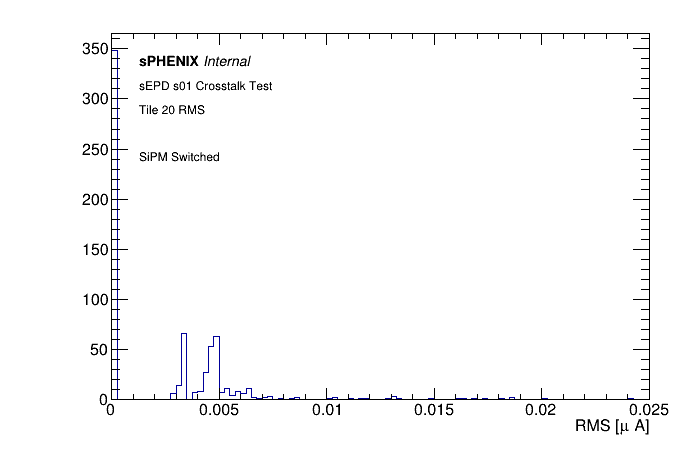 350
300
250
200
150
100
50
0
sPHENIX Internal
sEPD s01 Crosstalk Test
Tile 20 RMS
SiPM Switched
0 0.005 0.01 0.015 0.02 0.025
RMS [μ A]